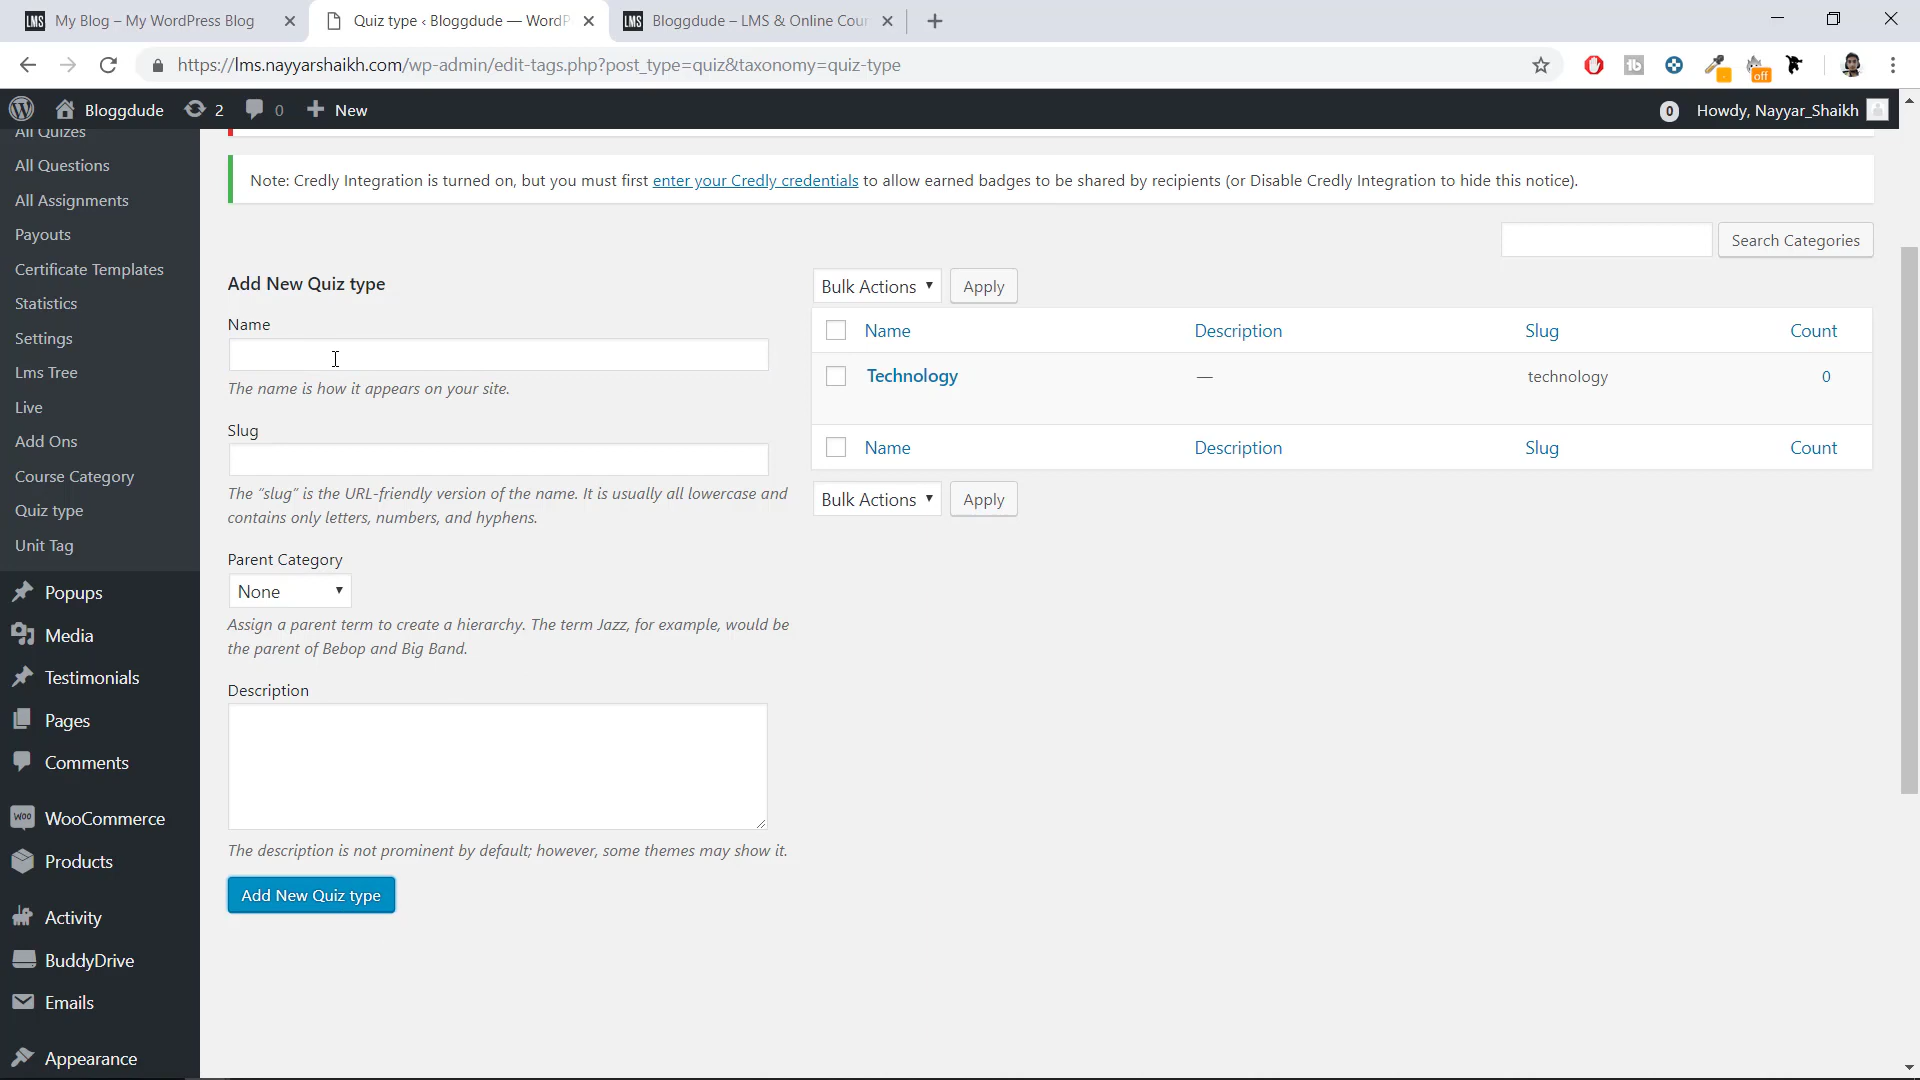 LMS My Blog – My WordPress Blog
Quiz type ‹ Bloggdude — WordP
LMS Bloggdude – LMS & Online Cour
https://lms.nayyarshaikh.com/wp-admin/edit-tags.php?post_type=quiz&taxonomy=quiz-type
off
Bloggdude 2 0 + New
0 Howdy, Nayyar_Shaikh
All Quizes
All Questions
All Assignments
Payouts
Certificate Templates
Statistics
Settings
Lms Tree
Live
Add Ons
Course Category
Quiz type
Unit Tag
Popups
Media
Testimonials
Pages
Comments
WooCommerce
Products
Activity
BuddyDrive
Emails
Appearance
Note: Credly Integration is turned on, but you must first enter your Credly credentials to allow earned badges to be shared by recipients (or Disable Credly Integration to hide this notice).
Search Categories
Add New Quiz type
Name
The name is how it appears on your site.
Slug
The “slug” is the URL-friendly version of the name. It is usually all lowercase and
contains only letters, numbers, and hyphens.
Parent Category
None
Assign a parent term to create a hierarchy. The term Jazz, for example, would be
the parent of Bebop and Big Band.
Description
The description is not prominent by default; however, some themes may show it.
Add New Quiz type
Bulk Actions Apply
Name Description Slug Count
Technology — technology 0
Name Description Slug Count
Bulk Actions Apply